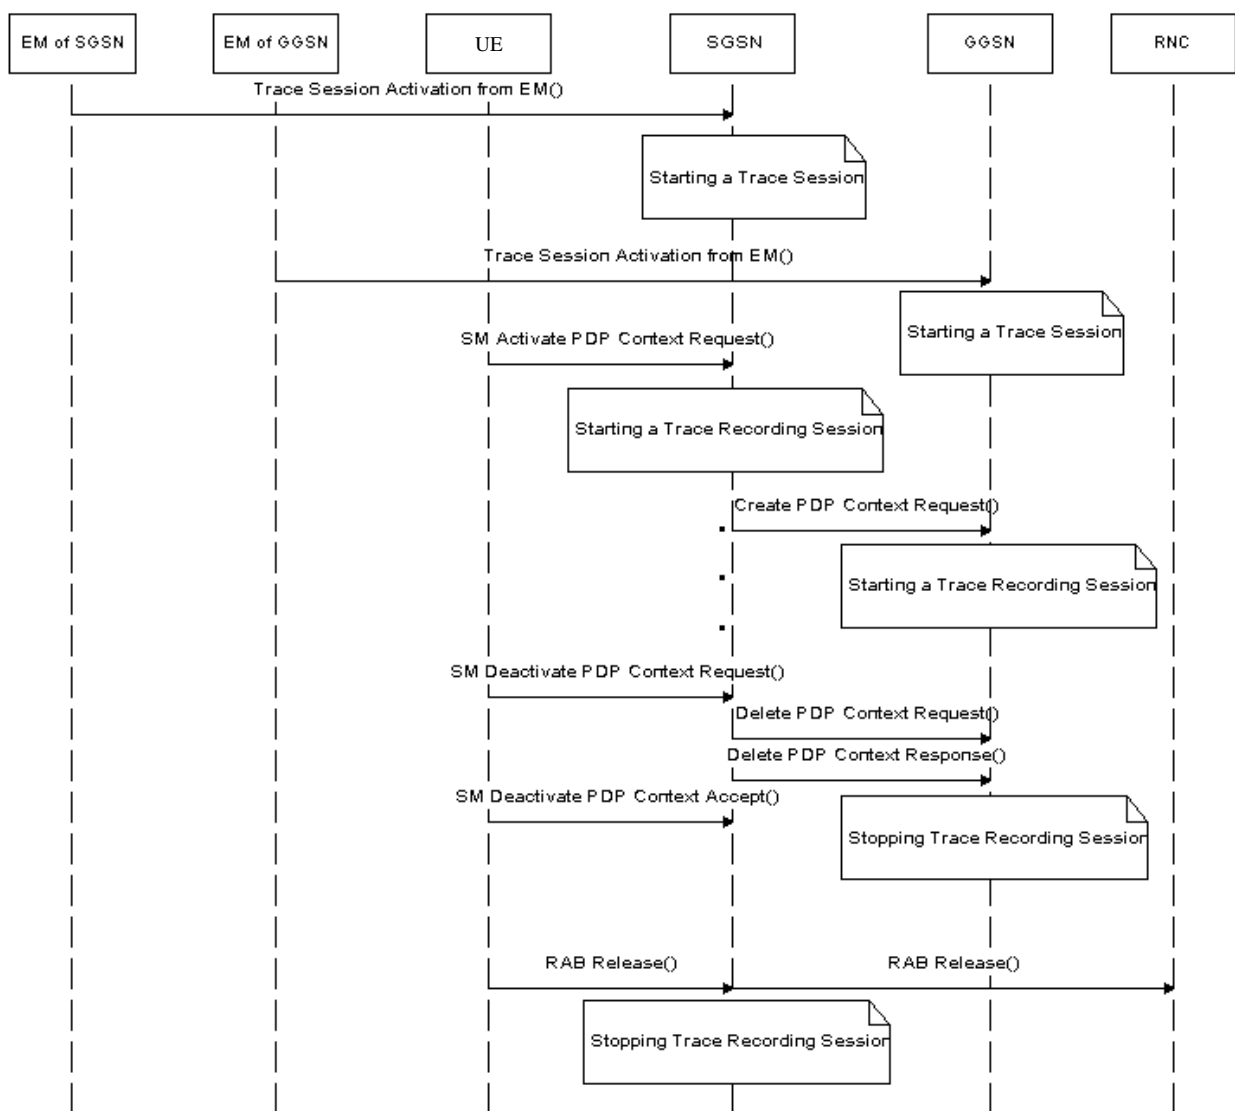 EM of SGSN
EM of GGSN
UE
SGSN
GGSN
RNC
Trace Session Activation from EM()
Starting a Trace Session
Trace Session Activation from EM()
Starting a Trace Session
SM Activate PDP Context Request()
Starting a Trace Recording Session
Create PDP Context Request()
Starting a Trace Recording Session
SM Deactivate PDP Context Request()
Delete PDP Context Request()
Delete PDP Context Response()
SM Deactivate PDP Context Accept()
Stopping Trace Recording Session
RAB Release()
RAB Release()
Stopping Trace Recording Session